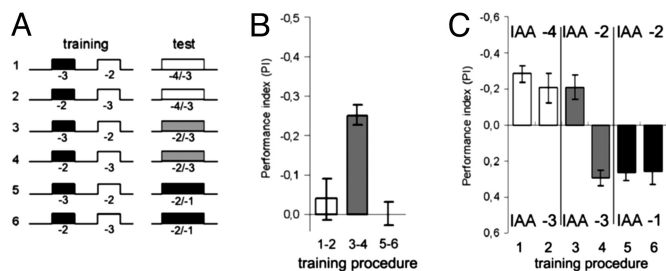 A
training test
1 -3 -2 -4/-3
2 -2 -3 -4/-3
3 -3 -2 -2/-3
4 -2 -3 -2/-3
5 -3 -2 -2/-1
6 -2 -3 -2/-1
B
Performance index (PI)
-0,5
-0,4
-0,3
-0,2
-0,1
0,0
1-2 3-4 5-6
training procedure
C
Performance index (PI)
-0,6
-0,4
-0,2
0,0
0,2
0,4
0,6
IAA -4 IAA -2 IAA -2
IAA -3 IAA -3 IAA -1
1 2 3 4 5 6
training procedure